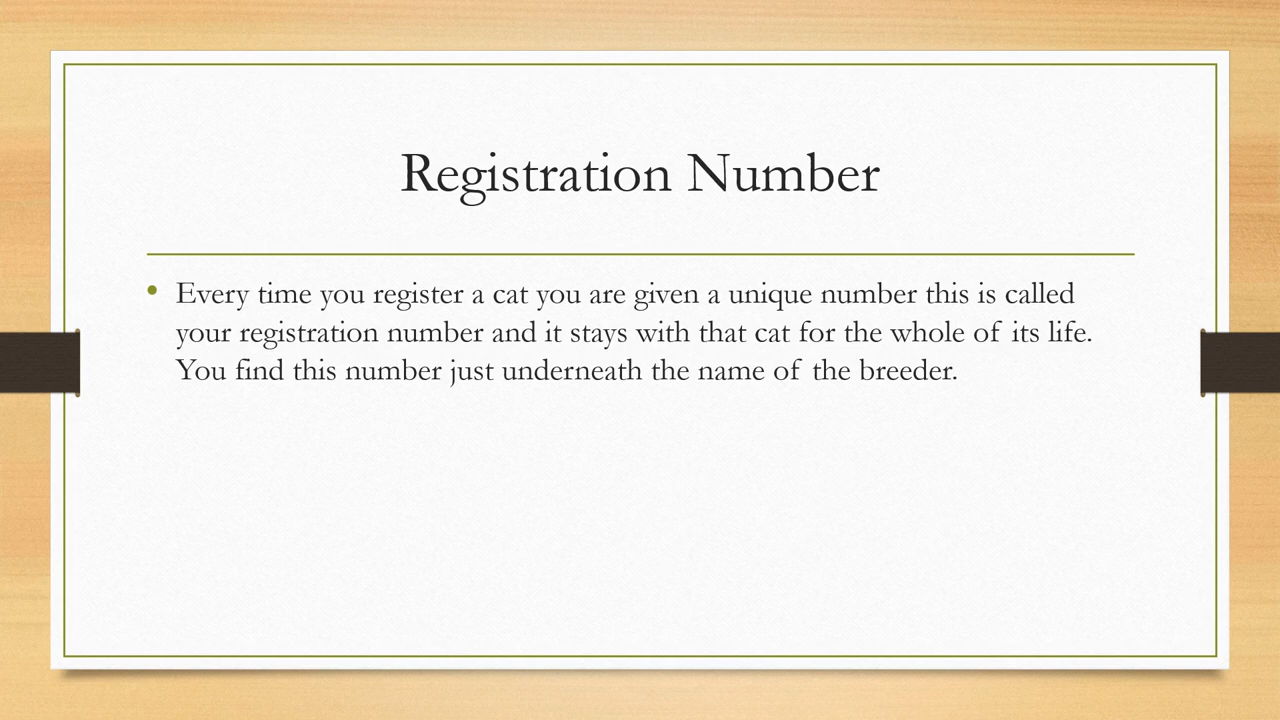 Registration Number
• Every time you register a cat you are given a unique number this is called
your registration number and it stays with that cat for the whole of its life.
You find this number just underneath the name of the breeder.